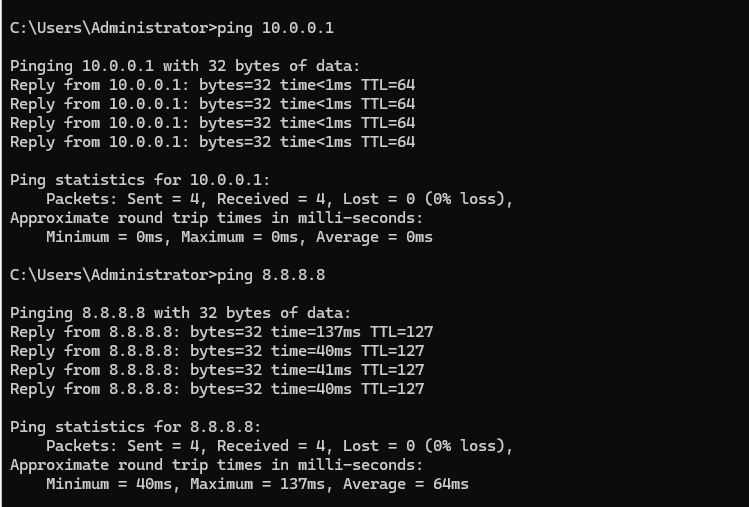 C:\Users\Administrator>ping 10.0.0.1
Pinging 10.0.0.1 with 32 bytes of data:
Reply from 10.0.0.1: bytes=32 time<1ms TTL=64
Reply from 10.0.0.1: bytes=32 time<1ms TTL=64
Reply from 10.0.0.1: bytes=32 time<1ms TTL=64
Reply from 10.0.0.1: bytes=32 time<1ms TTL=64
Ping statistics for 10.0.0.1:
    Packets: Sent = 4, Received = 4, Lost = 0 (0% loss),
Approximate round trip times in milli-seconds:
    Minimum = 0ms, Maximum = 0ms, Average = 0ms
C:\Users\Administrator>ping 8.8.8.8
Pinging 8.8.8.8 with 32 bytes of data:
Reply from 8.8.8.8: bytes=32 time=137ms TTL=127
Reply from 8.8.8.8: bytes=32 time=40ms TTL=127
Reply from 8.8.8.8: bytes=32 time=41ms TTL=127
Reply from 8.8.8.8: bytes=32 time=40ms TTL=127
Ping statistics for 8.8.8.8:
    Packets: Sent = 4, Received = 4, Lost = 0 (0% loss),
Approximate round trip times in milli-seconds:
    Minimum = 40ms, Maximum = 137ms, Average = 64ms